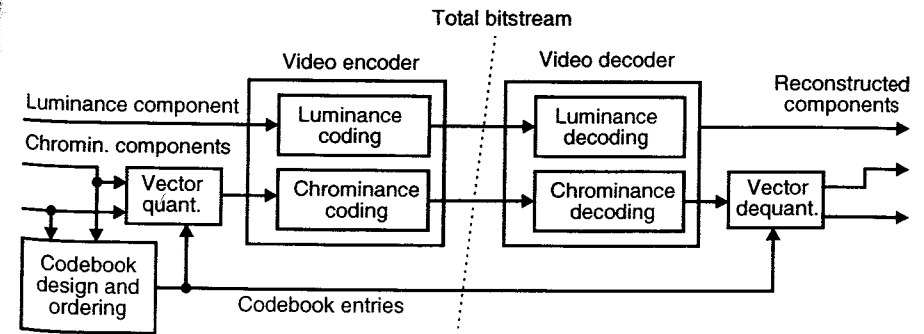 Total bitstream
Video encoder
Video decoder
Reconstructed
components
Luminance component
Luminance
coding
Luminance
decoding
Chromin. components
Vector
quant.
Chrominance
coding
Chrominance
decoding
Vector
dequant.
Codebook
design and
ordering
Codebook entries